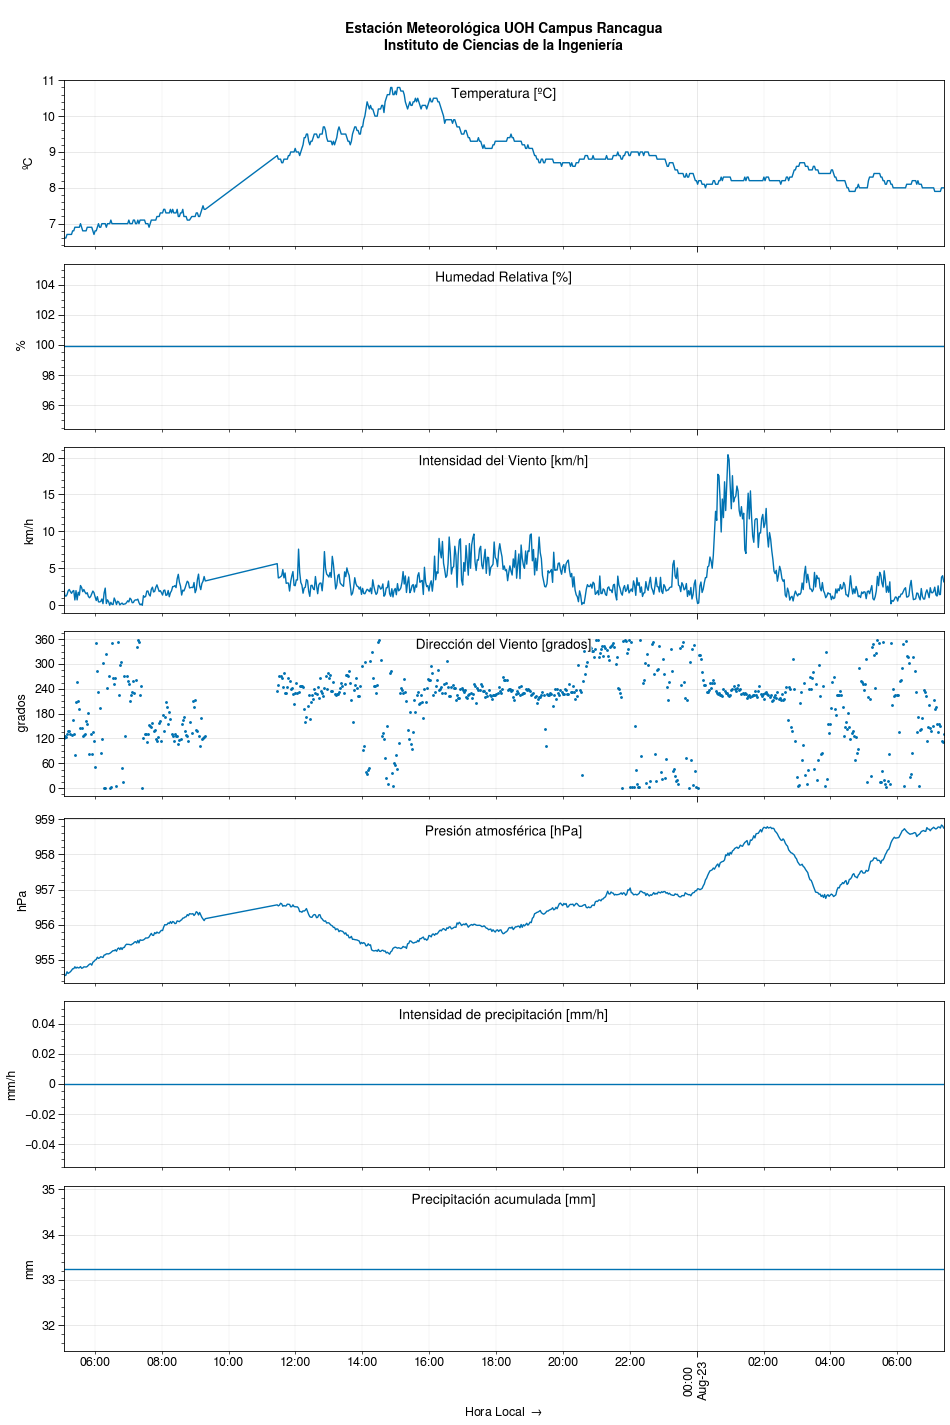 Estación Meteorológica UOH Campus Rancagua
Instituto de Ciencias de la Ingeniería
Temperatura [ºC]
ºC
11
10
9
8
7
Humedad Relativa [%]
%
104
102
100
98
96
Intensidad del Viento [km/h]
km/h
20
15
10
5
0
Dirección del Viento [grados]
grados
360
300
240
180
120
60
0
Presión atmosférica [hPa]
hPa
959
958
957
956
955
Intensidad de precipitación [mm/h]
mm/h
0.04
0.02
0
−0.02
−0.04
Precipitación acumulada [mm]
mm
35
34
33
32
06:00 08:00 10:00 12:00 14:00 16:00 18:00 20:00 22:00 00:00 02:00 04:00 06:00
Aug-23
Hora Local →